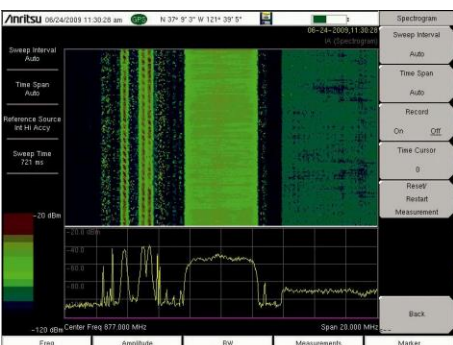 Anritsu 06/24/2009 11:30:28 am GPS N 37° 9' 3" W 121° 39' 5"
Spectrogram
06-24-2009,11:30:28
IA (Spectrogram)
Sweep Interval
Auto
Time Span
Auto
Reference Source
Int Hi Accy
Sweep Time
721 ms
-20 dBm
-120 dBm
-20.0 dBm
-40.0
-60.0
-80.0
Center Freq 877.000 MHz
Span 20.000 MHz
Sweep Interval
Auto
Time Span
Auto
Record
On Off
Time Cursor
0
Reset/
Restart
Measurement
Back
Freq Amplitude BW Measurements Marker